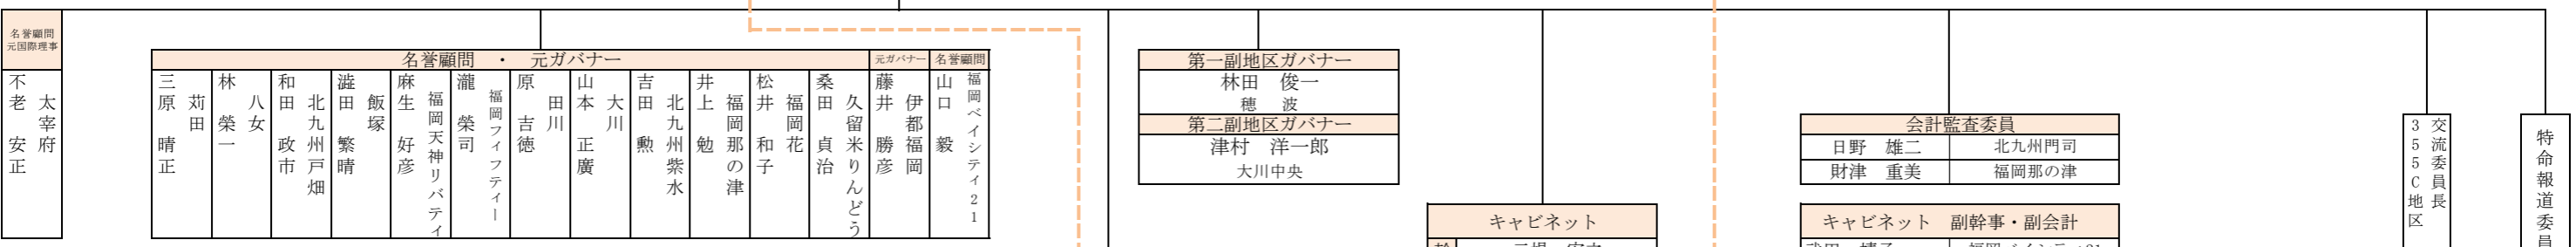 名誉顧問
元国際理事
太宰府
不老 安正
名誉顧問 ・ 元ガバナー
元ガバナー
名誉顧問
苅田
三原 晴正
八女
林 榮一
北九州戸畑
和田 政市
飯塚
澁田 繁晴
福岡天神リバティ
麻生 好彦
福岡フィフティー
瀧 榮司
田川
原 吉徳
大川
山本 正廣
北九州紫水
吉田 勲
福岡那の津
井上 勉
福岡花
松井 和子
久留米りんどう
桑田 貞治
伊都福岡
藤井 勝彦
福岡ベイシティ21
山口 毅
第一副地区ガバナー
林田 俊一
穂 波
第二副地区ガバナー
津村 洋一郎
大川中央
会計監査委員
日野 雄二 北九州門司
財津 重美 福岡那の津
キャビネット
キャビネット 副幹事・副会計
交流委員長
355C地区
特命報道委員